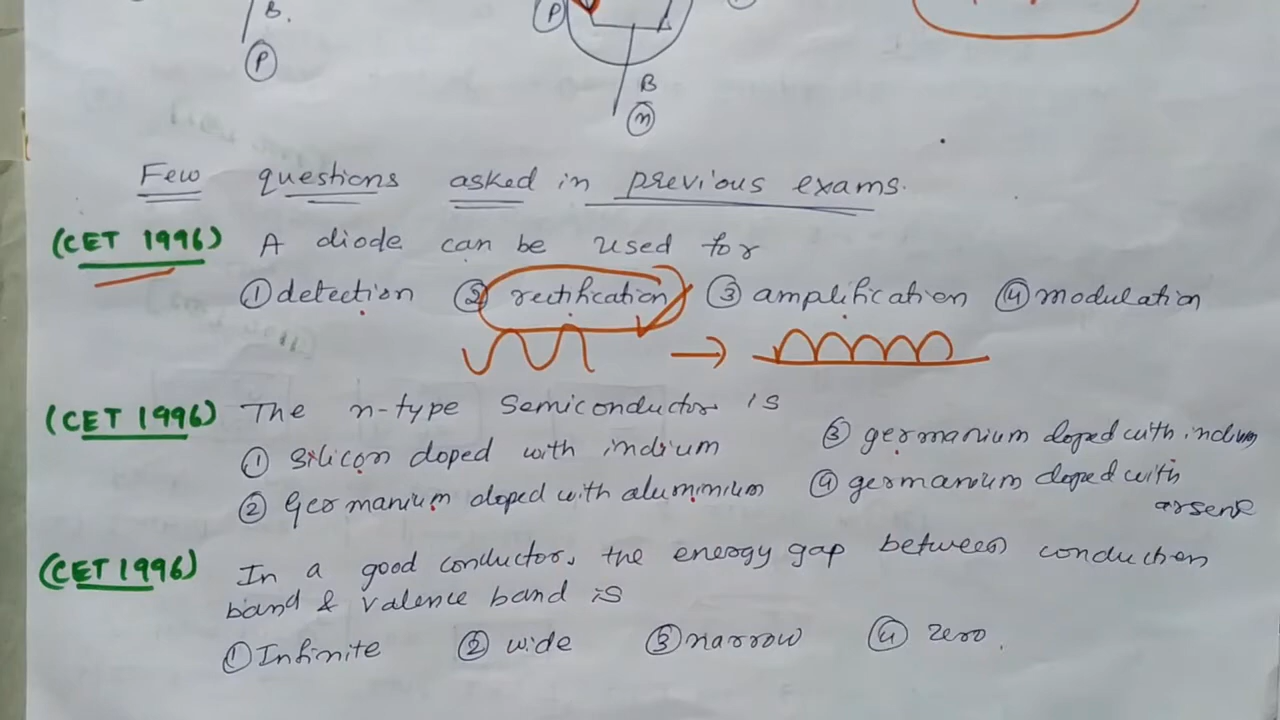 B.
P
P
B
n
Few questions asked in previous exams.
(CET 1996) A diode can be used for
① detection ② rectification ③ amplification ④ modulation
(CET 1996) The n-type Semiconductor is
① Silicon doped with indium ③ germanium doped with indium
② Germanium doped with aluminium ④ germanium doped with
arsenic
(CET 1996) In a good conductor, the energy gap between conduction
band & valence band is
① Infinite ② wide ③ narrow ④ zero.